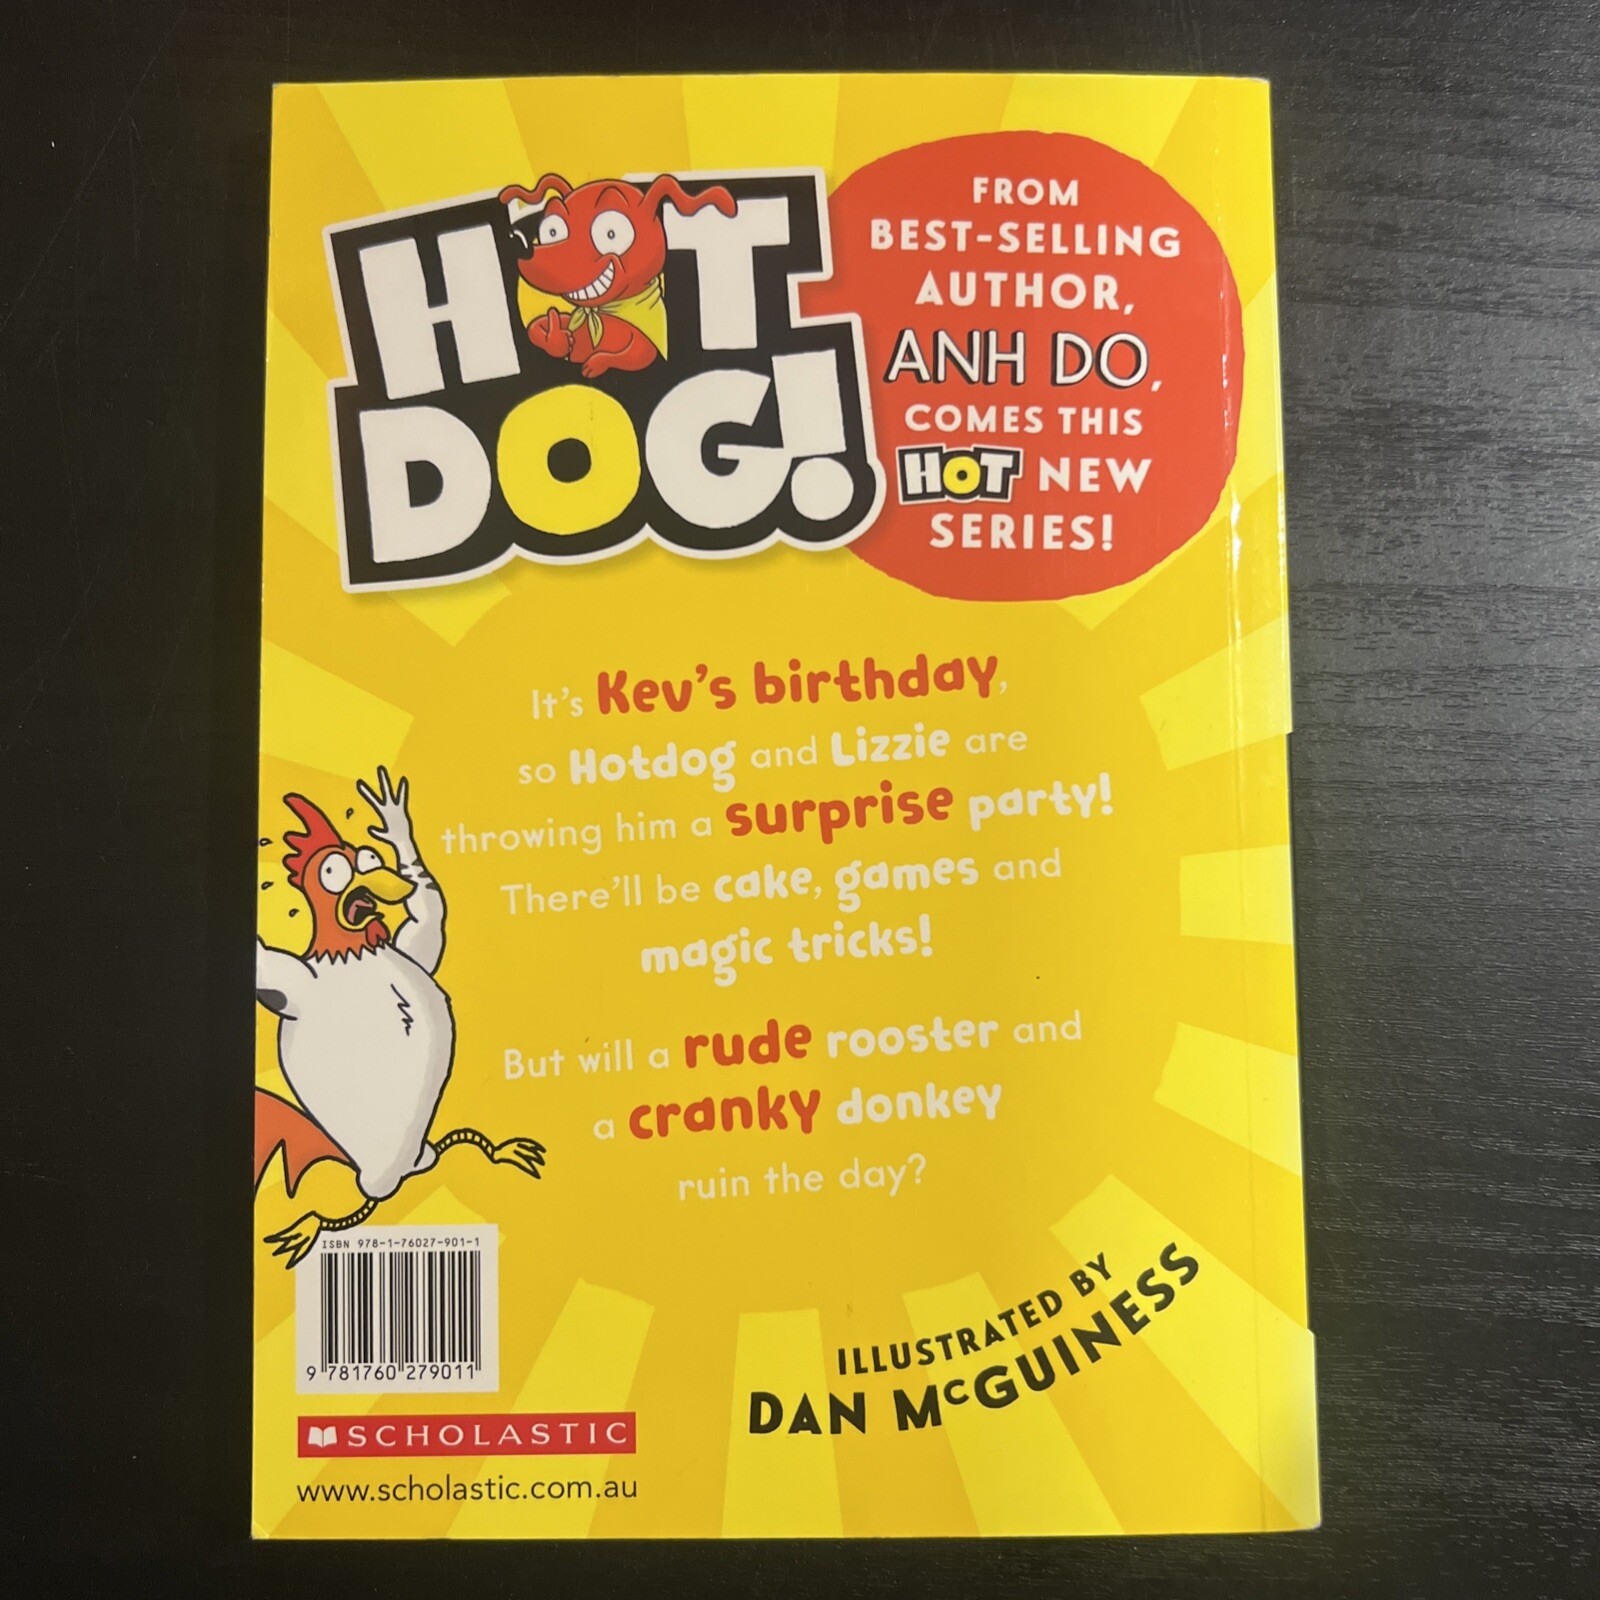 HOT
DOG!
FROM
BEST-SELLING
AUTHOR,
ANH DO,
COMES THIS
HOT NEW
SERIES!
It's Kev's birthday,
so Hotdog and Lizzie are
throwing him a surprise party!
There'll be cake, games and
magic tricks!
But will a rude rooster and
a cranky donkey
ruin the day?
ISBN 978-1-76027-901-1
9 781760 279011
ILLUSTRATED BY
DAN McGUINESS
SCHOLASTIC
www.scholastic.com.au